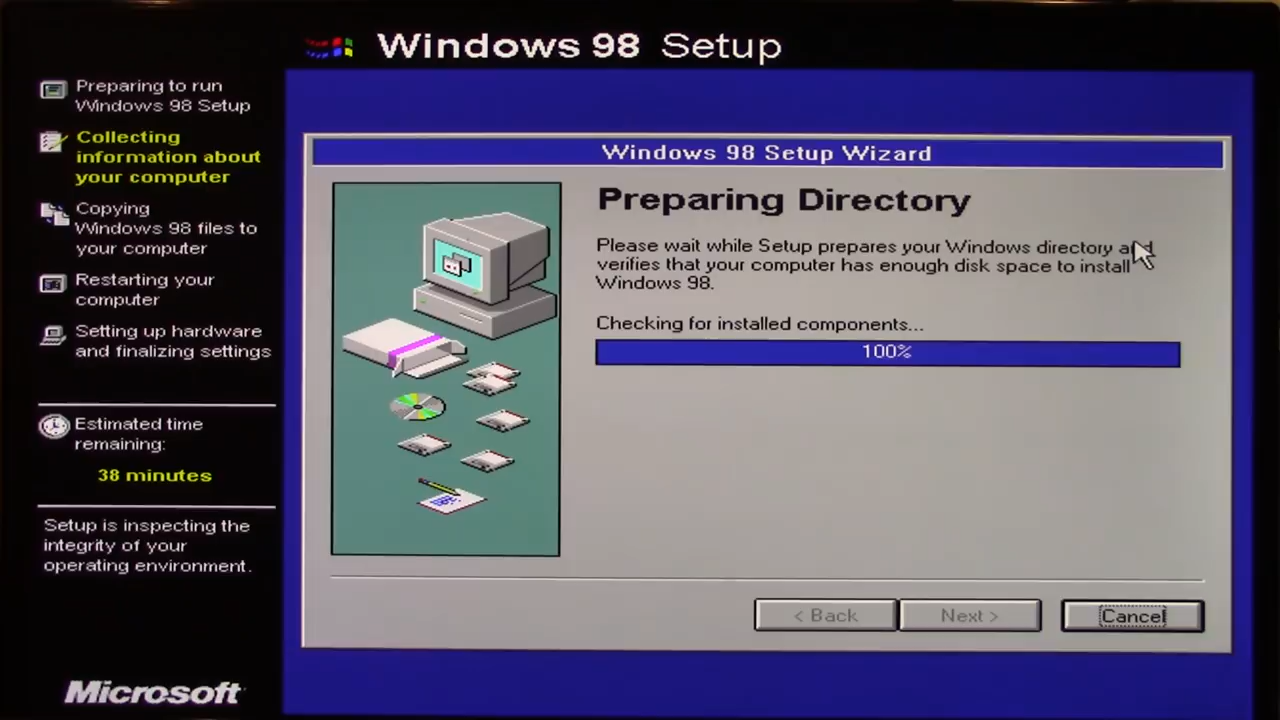 Windows 98 Setup
Preparing to run
Windows 98 Setup
Collecting
information about
your computer
Copying
Windows 98 files to
your computer
Restarting your
computer
Setting up hardware
and finalizing settings
Estimated time
remaining:
38 minutes
Setup is inspecting the
integrity of your
operating environment.
Microsoft
Windows 98 Setup Wizard
Preparing Directory
Please wait while Setup prepares your Windows directory and
verifies that your computer has enough disk space to install
Windows 98.
Checking for installed components...
100%
< Back
Next >
Cancel